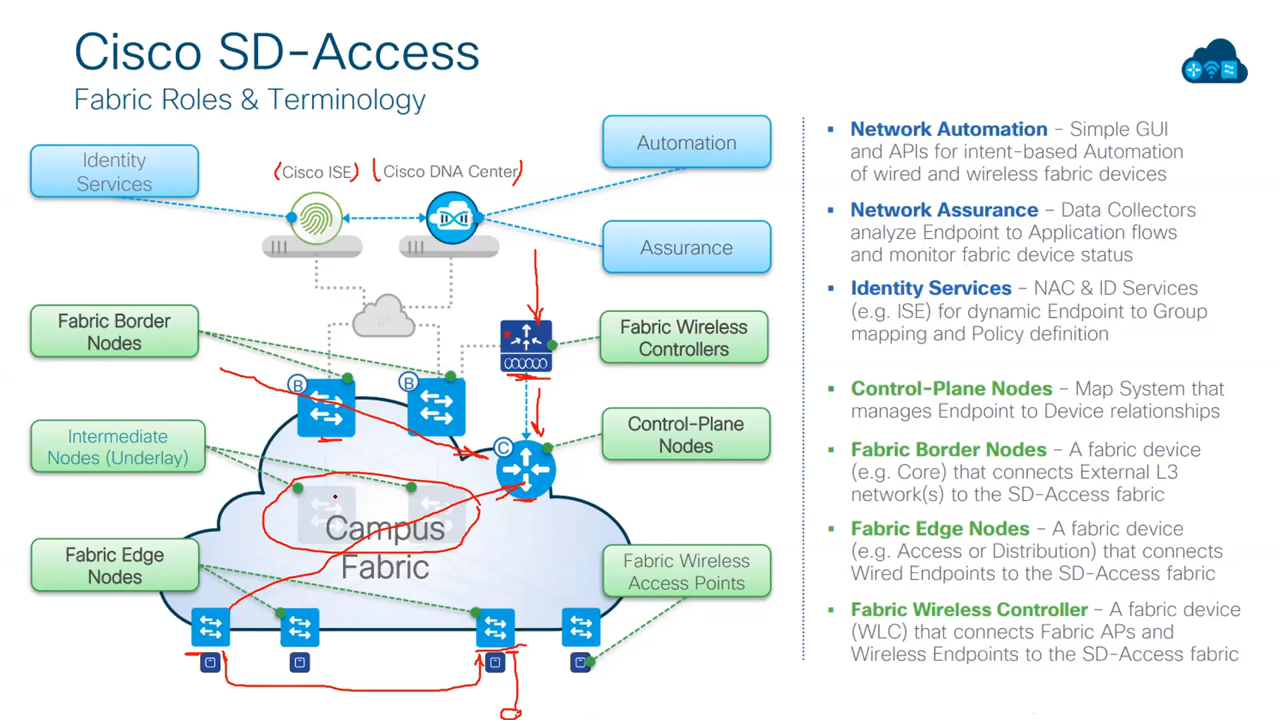 Cisco SD-Access
Fabric Roles & Terminology
Identity
Services
Cisco ISE
Cisco DNA Center
Automation
Assurance
Fabric Border
Nodes
IP
B
B
Fabric Wireless
Controllers
Intermediate
Nodes (Underlay)
C
Control-Plane
Nodes
Campus
Fabric
Fabric Edge
Nodes
Fabric Wireless
Access Points
▪ Network Automation – Simple GUI
and APIs for intent-based Automation
of wired and wireless fabric devices
▪ Network Assurance – Data Collectors
analyze Endpoint to Application flows
and monitor fabric device status
▪ Identity Services – NAC & ID Services
(e.g. ISE) for dynamic Endpoint to Group
mapping and Policy definition
▪ Control-Plane Nodes – Map System that
manages Endpoint to Device relationships
▪ Fabric Border Nodes – A fabric device
(e.g. Core) that connects External L3
network(s) to the SD-Access fabric
▪ Fabric Edge Nodes – A fabric device
(e.g. Access or Distribution) that connects
Wired Endpoints to the SD-Access fabric
▪ Fabric Wireless Controller – A fabric device
(WLC) that connects Fabric APs and
Wireless Endpoints to the SD-Access fabric